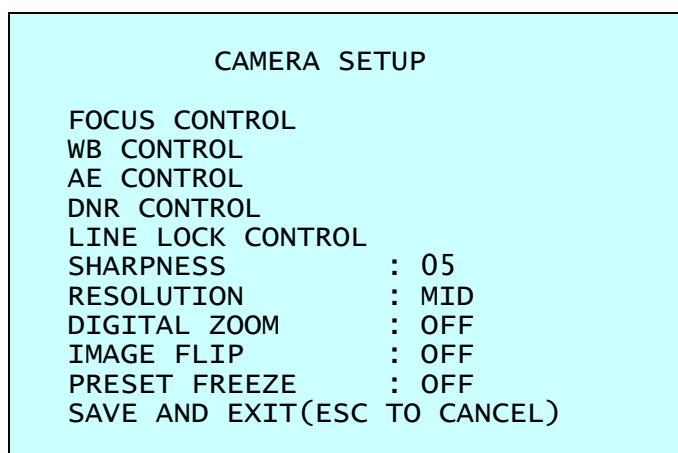 CAMERA SETUP
FOCUS CONTROL
WB CONTROL
AE CONTROL
DNR CONTROL
LINE LOCK CONTROL
SHARPNESS : 05
RESOLUTION : MID
DIGITAL ZOOM : OFF
IMAGE FLIP : OFF
PRESET FREEZE : OFF
SAVE AND EXIT(ESC TO CANCEL)